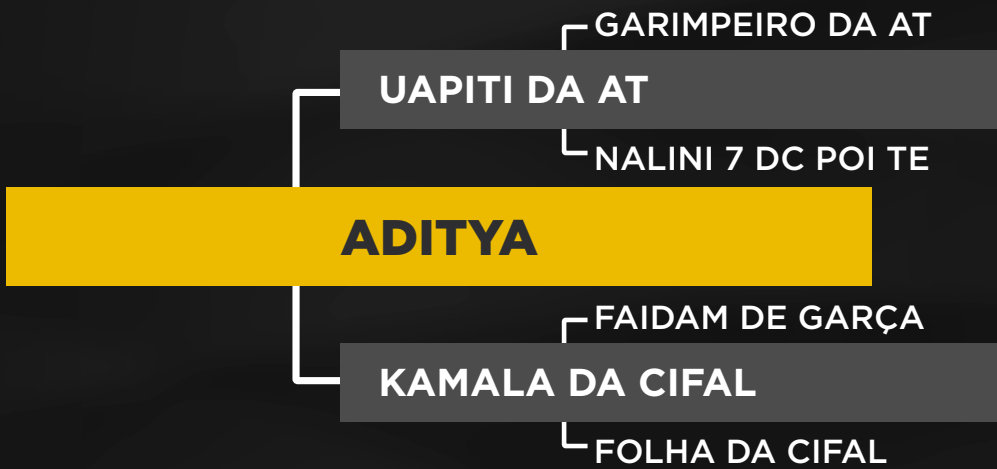 GARIMPEIRO DA AT
UAPITI DA AT
NALINI 7 DC POI TE
ADITYA
FAIDAM DE GARÇA
KAMALA DA CIFAL
FOLHA DA CIFAL